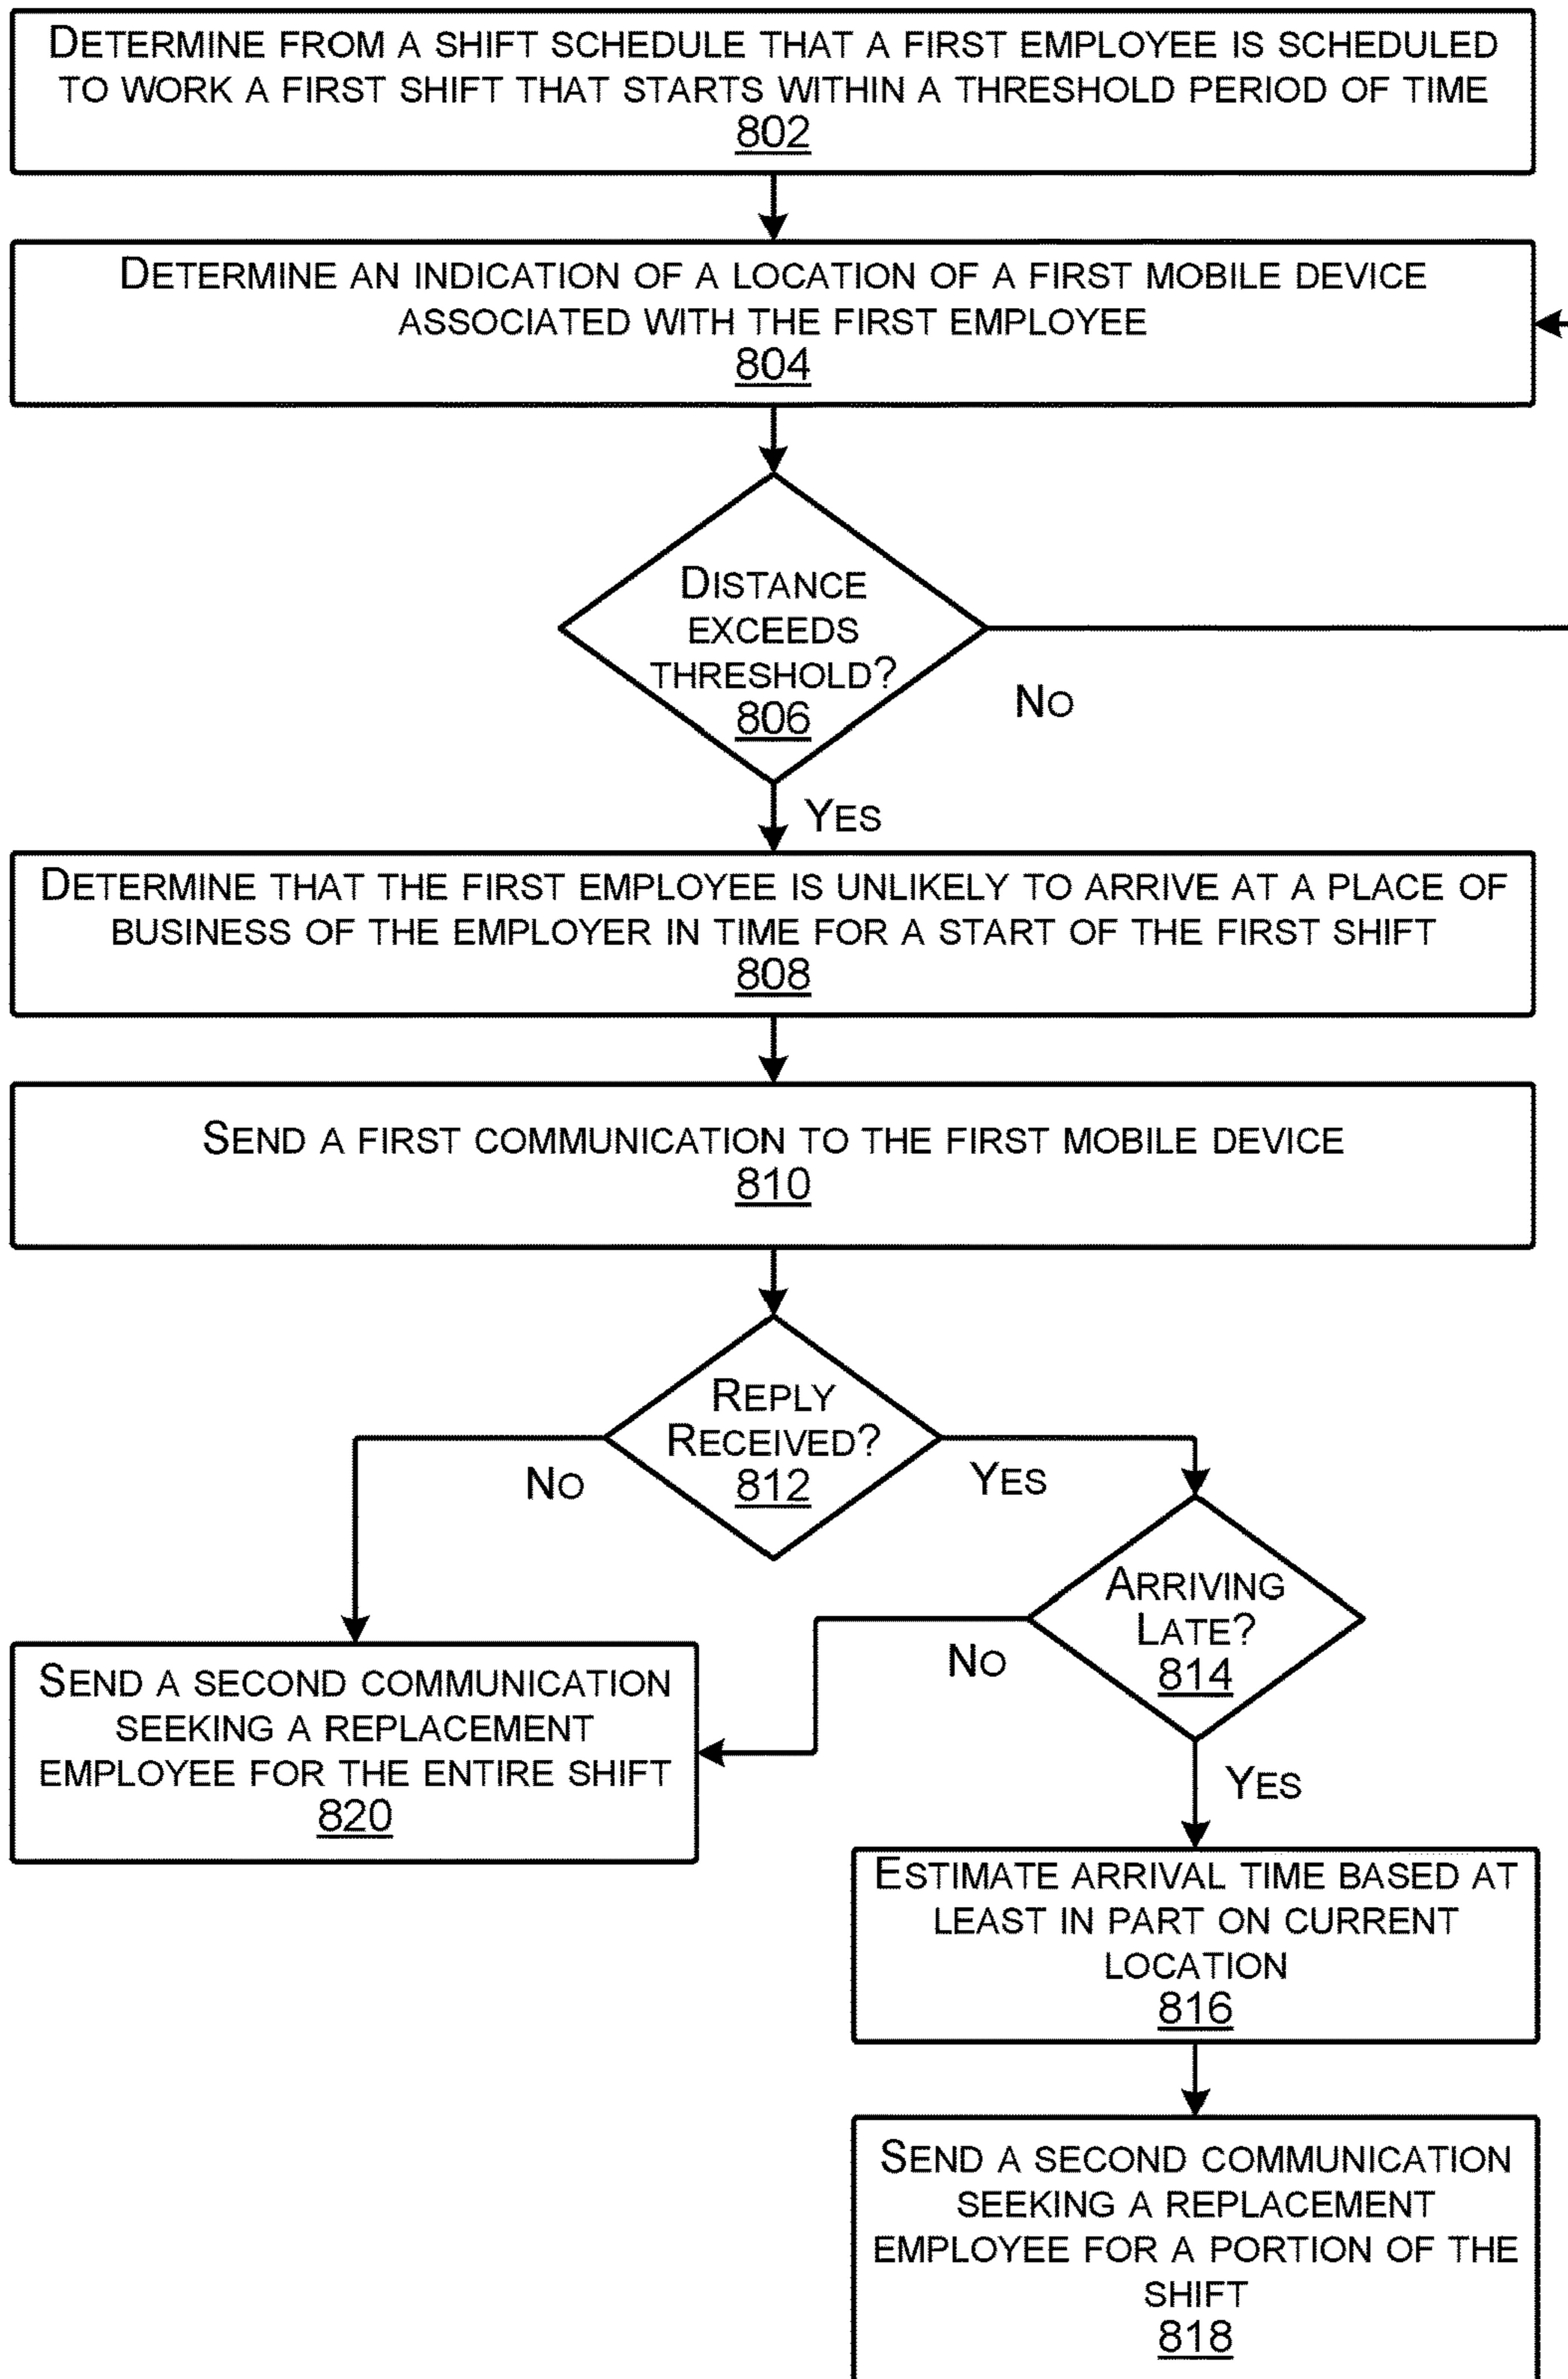 DETERMINE FROM A SHIFT SCHEDULE THAT A FIRST EMPLOYEE IS SCHEDULED
TO WORK A FIRST SHIFT THAT STARTS WITHIN A THRESHOLD PERIOD OF TIME
802
DETERMINE AN INDICATION OF A LOCATION OF A FIRST MOBILE DEVICE
ASSOCIATED WITH THE FIRST EMPLOYEE
804
DISTANCE
EXCEEDS
THRESHOLD?
806
NO
YES
DETERMINE THAT THE FIRST EMPLOYEE IS UNLIKELY TO ARRIVE AT A PLACE OF
BUSINESS OF THE EMPLOYER IN TIME FOR A START OF THE FIRST SHIFT
808
SEND A FIRST COMMUNICATION TO THE FIRST MOBILE DEVICE
810
REPLY
RECEIVED?
812
NO
YES
ARRIVING
LATE?
814
NO
YES
SEND A SECOND COMMUNICATION
SEEKING A REPLACEMENT
EMPLOYEE FOR THE ENTIRE SHIFT
820
ESTIMATE ARRIVAL TIME BASED AT
LEAST IN PART ON CURRENT
LOCATION
816
SEND A SECOND COMMUNICATION
SEEKING A REPLACEMENT
EMPLOYEE FOR A PORTION OF THE
SHIFT
818